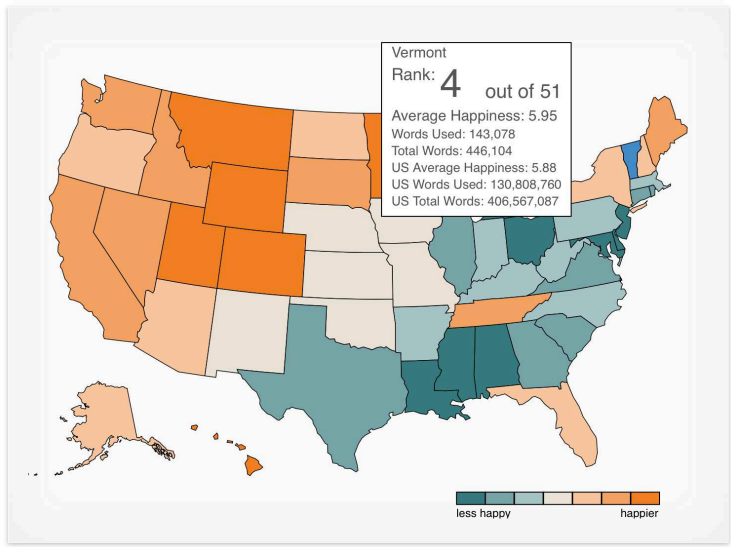 Vermont
Rank: 4 out of 51
Average Happiness: 5.95
Words Used: 143,078
Total Words: 446,104
US Average Happiness: 5.88
US Words Used: 130,808,760
US Total Words: 406,567,087
less happy happier